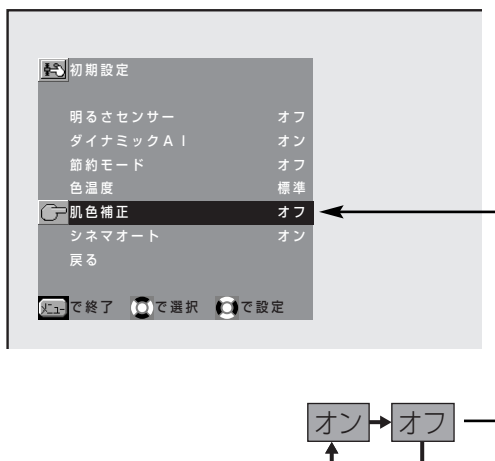 初期設定
明るさセンサー オフ
ダイナミックＡＩ オン
節約モード オフ
色温度 標準
肌色補正 オフ
シネマオート オン
戻る
メニューで終了 で選択 で設定
オン オフ